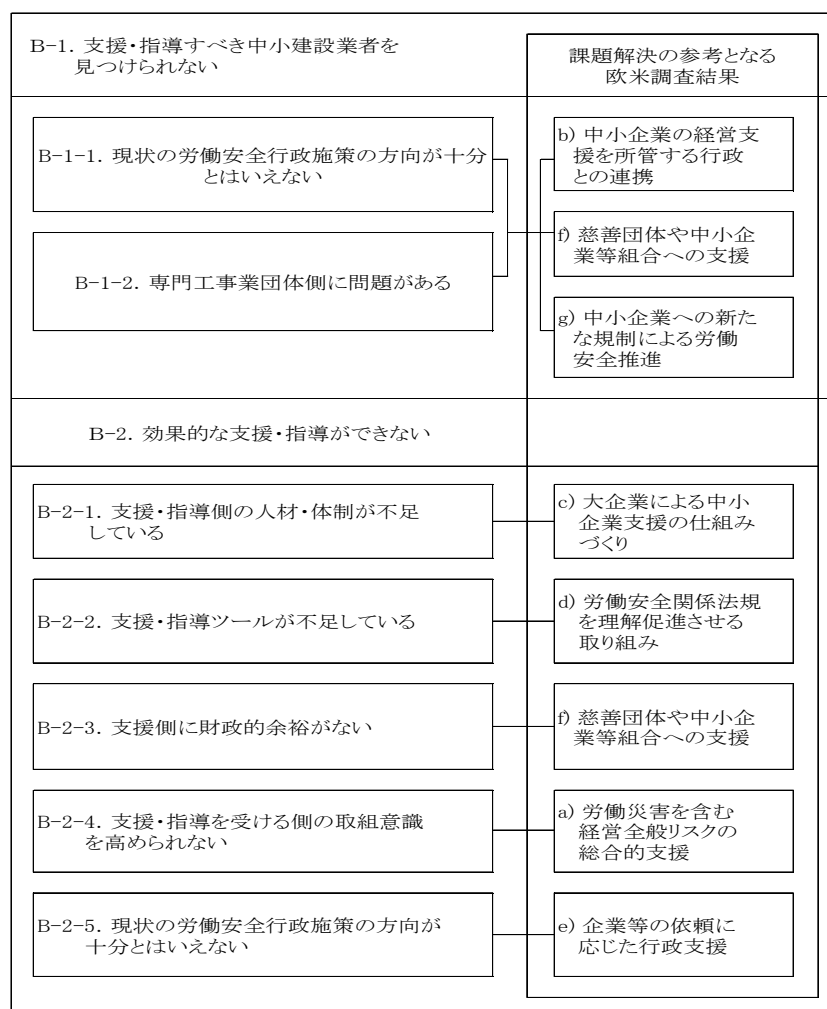 B-1. 支援・指導すべき中小建設業者を
見つけられない
課題解決の参考となる
欧米調査結果
B-1-1. 現状の労働安全行政施策の方向が十分
とはいえない
B-1-2. 専門工事業団体側に問題がある
b) 中小企業の経営支
援を所管する行政
との連携
f) 慈善団体や中小企
業等組合への支援
g) 中小企業への新た
な規制による労働
安全推進
B-2. 効果的な支援・指導ができない
B-2-1. 支援・指導側の人材・体制が不足
している
c) 大企業による中小
企業支援の仕組み
づくり
B-2-2. 支援・指導ツールが不足している
d) 労働安全関係法規
を理解促進させる
取り組み
B-2-3. 支援側に財政的余裕がない
f) 慈善団体や中小企
業等組合への支援
B-2-4. 支援・指導を受ける側の取組意識
を高められない
a) 労働災害を含む
経営全般リスクの
総合的支援
B-2-5. 現状の労働安全行政施策の方向が
十分とはいえない
e) 企業等の依頼に
応じた行政支援